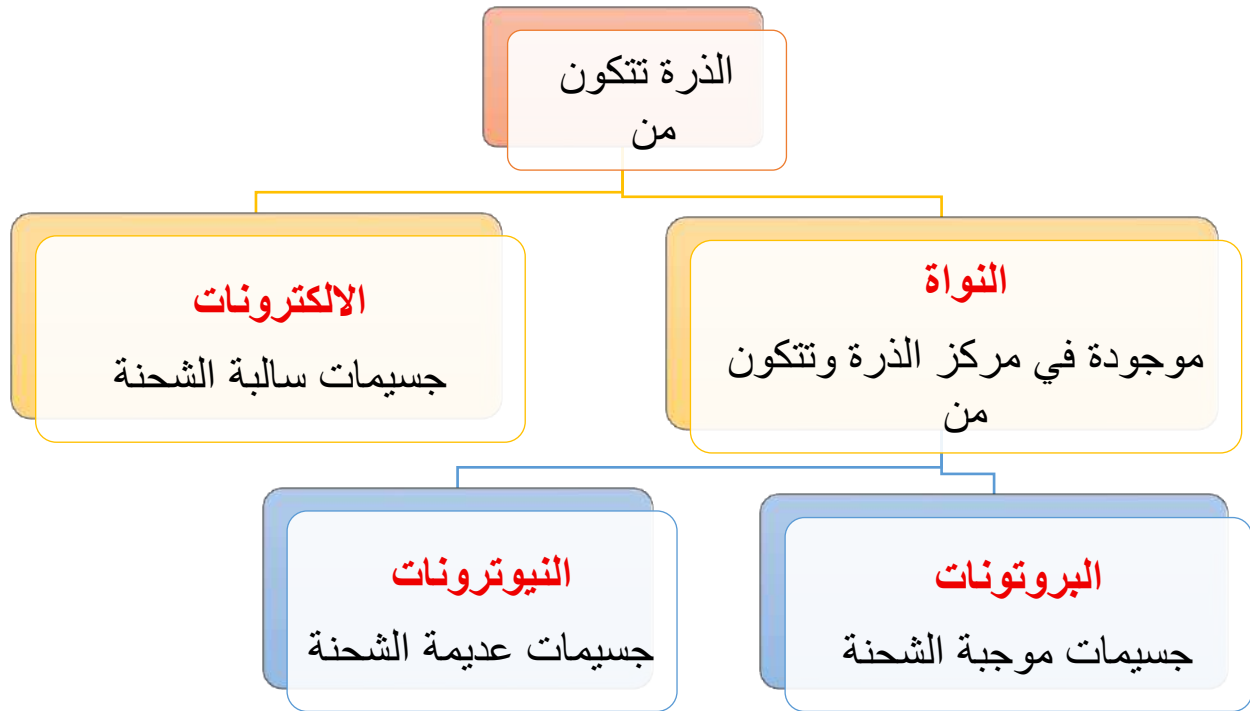 الذرة تتكون
من
النواة
موجودة في مركز الذرة وتتكون
من
الالكترونات
جسيمات سالبة الشحنة
البروتونات
جسيمات موجبة الشحنة
النيوترونات
جسيمات عديمة الشحنة